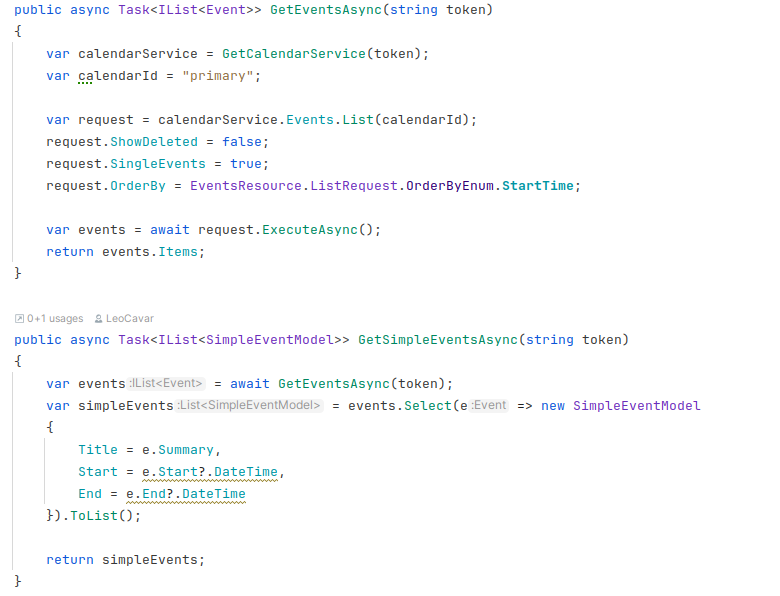 public async Task<IList<Event>> GetEventsAsync(string token)
{
    var calendarService = GetCalendarService(token);
    var calendarId = "primary";

    var request = calendarService.Events.List(calendarId);
    request.ShowDeleted = false;
    request.SingleEvents = true;
    request.OrderBy = EventsResource.ListRequest.OrderByEnum.StartTime;

    var events = await request.ExecuteAsync();
    return events.Items;
}

0+1 usages LeoCavar
public async Task<IList<SimpleEventModel>> GetSimpleEventsAsync(string token)
{
    var events :IList<Event> = await GetEventsAsync(token);
    var simpleEvents :List<SimpleEventModel> = events.Select(e :Event => new SimpleEventModel
    {
        Title = e.Summary,
        Start = e.Start?.DateTime,
        End = e.End?.DateTime
    }).ToList();

    return simpleEvents;
}